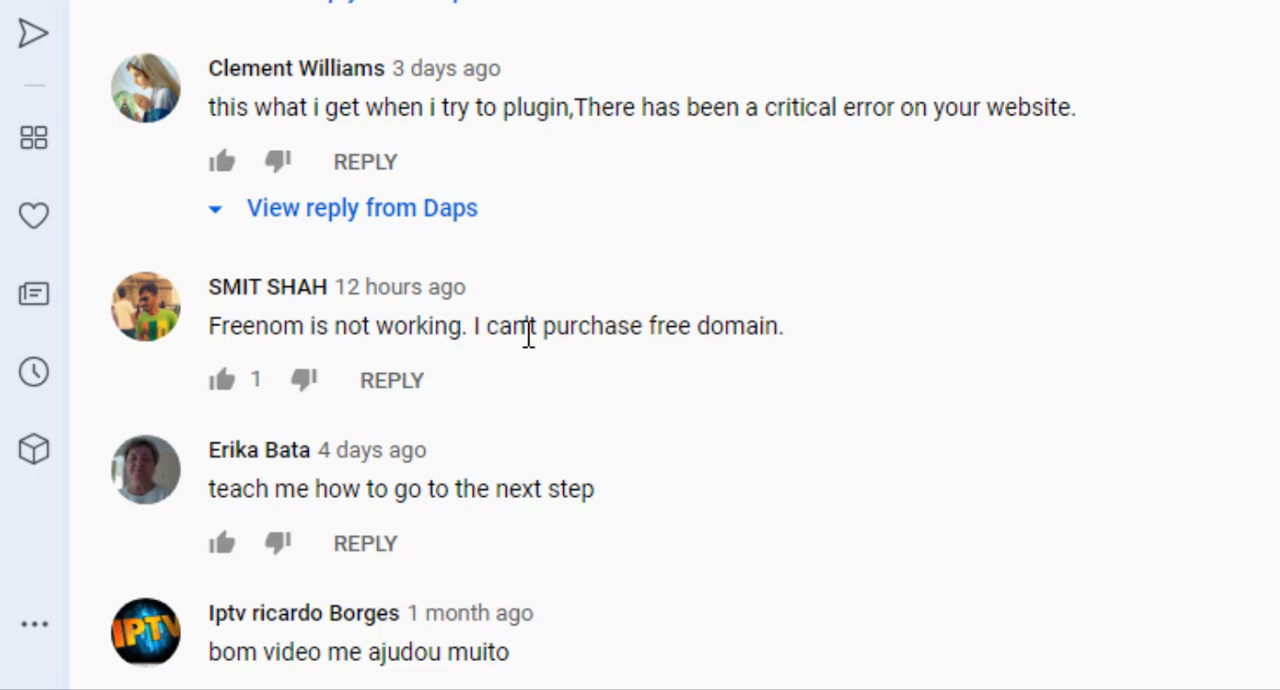 Clement Williams 3 days ago
this what i get when i try to plugin,There has been a critical error on your website.
REPLY
View reply from Daps
SMIT SHAH 12 hours ago
Freenom is not working. I can't purchase free domain.
1 REPLY
Erika Bata 4 days ago
teach me how to go to the next step
REPLY
Iptv ricardo Borges 1 month ago
IPTV
bom video me ajudou muito